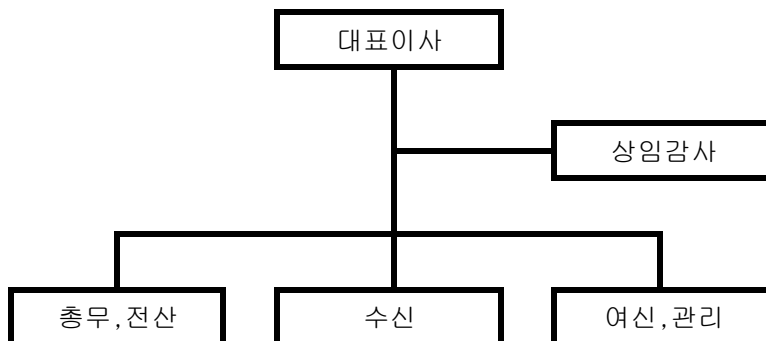 대표이사
상임감사
총무,전산
수신
여신,관리